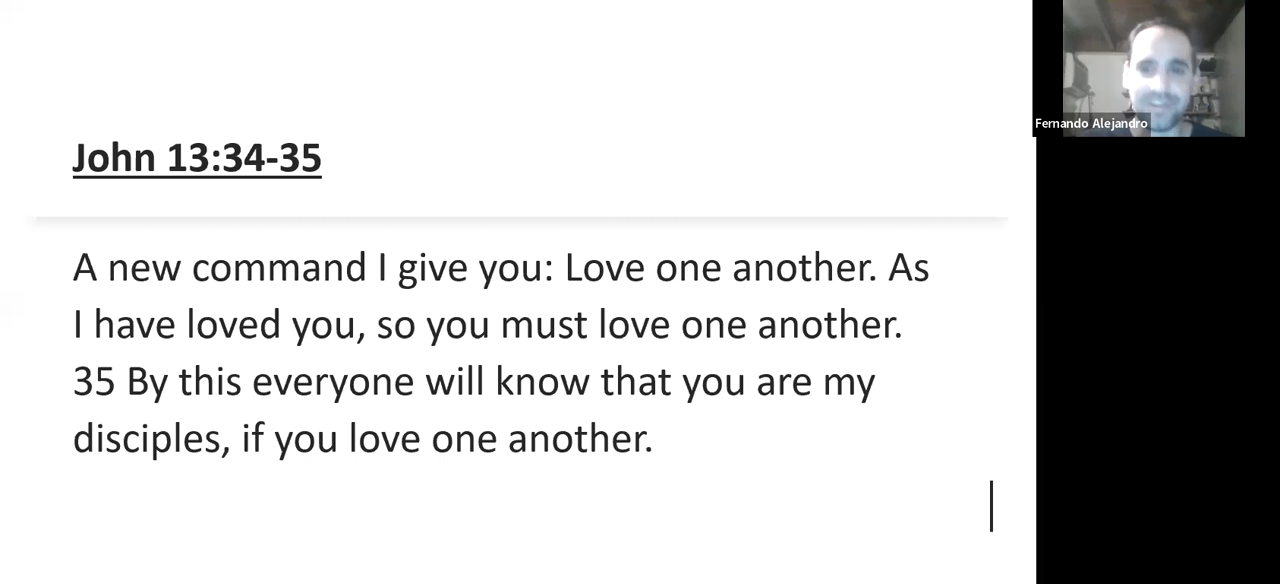 John 13:34-35
A new command I give you: Love one another. As
I have loved you, so you must love one another.
35 By this everyone will know that you are my
disciples, if you love one another.
Fernando Alejandro